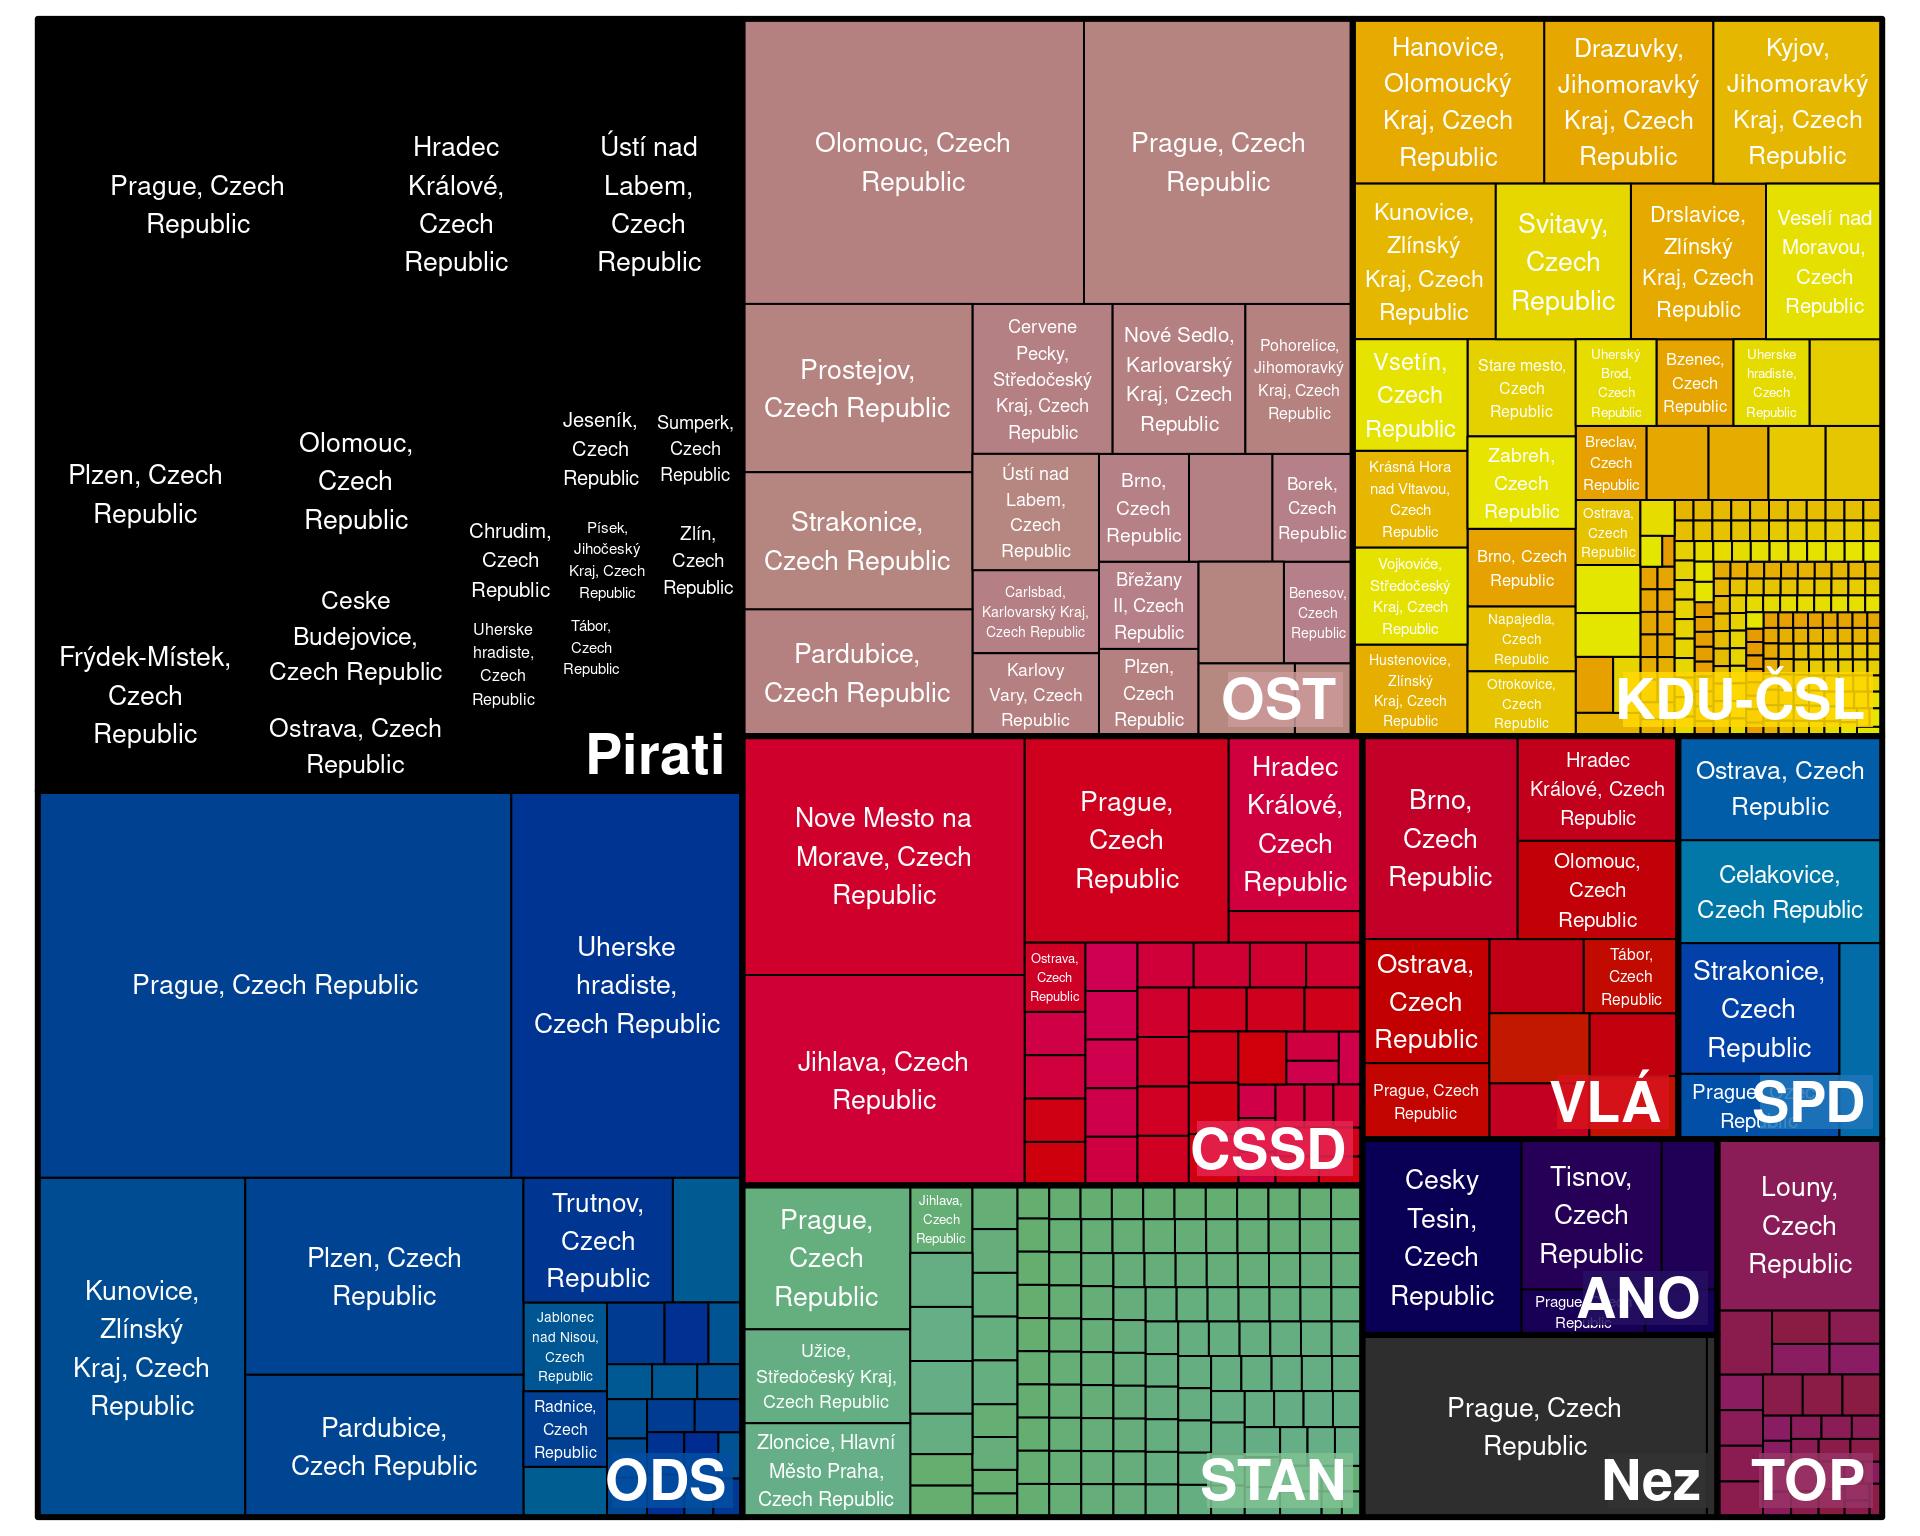 Prague, Czech
Republic
Hradec
Králové,
Czech
Republic
Ústí nad
Labem,
Czech
Republic
Plzen, Czech
Republic
Olomouc,
Czech
Republic
Jeseník,
Czech
Republic
Sumperk,
Czech
Republic
Chrudim,
Czech
Republic
Písek,
Jihočeský
Kraj, Czech
Republic
Zlín,
Czech
Republic
Frýdek-Místek,
Czech
Republic
Ceske
Budejovice,
Czech Republic
Uherske
hradiste,
Czech
Republic
Tábor,
Czech
Republic
Ostrava, Czech
Republic
Pirati
Olomouc, Czech
Republic
Prague, Czech
Republic
Prostejov,
Czech Republic
Cervene
Pecky,
Středočeský
Kraj, Czech
Republic
Nové Sedlo,
Karlovarský
Kraj, Czech
Republic
Pohorelice,
Jihomoravký
Kraj, Czech
Republic
Strakonice,
Czech Republic
Ústí nad
Labem,
Czech
Republic
Brno,
Czech
Republic
Borek,
Czech
Republic
Pardubice,
Czech Republic
Carlsbad,
Karlovarský Kraj,
Czech Republic
Břežany
II, Czech
Republic
Benesov,
Czech
Republic
Karlovy
Vary, Czech
Republic
Plzen,
Czech
Republic
OST
Hanovice,
Olomoucký
Kraj, Czech
Republic
Drazuvky,
Jihomoravký
Kraj, Czech
Republic
Kyjov,
Jihomoravký
Kraj, Czech
Republic
Kunovice,
Zlínský
Kraj, Czech
Republic
Svitavy,
Czech
Republic
Drslavice,
Zlínský
Kraj, Czech
Republic
Veselí nad
Moravou,
Czech
Republic
Vsetín,
Czech
Republic
Stare mesto,
Czech
Republic
Uherský
Brod,
Czech
Republic
Bzenec,
Czech
Republic
Uherske
hradiste,
Czech
Republic
Krásná Hora
nad Vltavou,
Czech
Republic
Zabreh,
Czech
Republic
Breclav,
Czech
Republic
Ostrava,
Czech
Republic
Vojkoviče,
Středočeský
Kraj, Czech
Republic
Brno, Czech
Republic
Napajedla,
Czech
Republic
Hustenovice,
Zlínský
Kraj, Czech
Republic
Otrokovice,
Czech
Republic
KDU-ČSL
Prague, Czech Republic
Uherske
hradiste,
Czech Republic
Kunovice,
Zlínský
Kraj, Czech
Republic
Plzen, Czech
Republic
Pardubice,
Czech Republic
Trutnov,
Czech
Republic
Jablonec
nad Nisou,
Czech
Republic
Radnice,
Czech
Republic
ODS
Nove Mesto na
Morave, Czech
Republic
Prague,
Czech
Republic
Hradec
Králové,
Czech
Republic
Jihlava, Czech
Republic
Ostrava,
Czech
Republic
CSSD
Brno,
Czech
Republic
Hradec
Králové, Czech
Republic
Olomouc,
Czech
Republic
Ostrava,
Czech
Republic
Tábor,
Czech
Republic
Prague, Czech
Republic
VLÁ
Ostrava, Czech
Republic
Celakovice,
Czech Republic
Strakonice,
Czech
Republic
Prague
Republic
SPD
Prague,
Czech
Republic
Jihlava,
Czech
Republic
Užice,
Středočeský Kraj,
Czech Republic
Zloncice, Hlavní
Město Praha,
Czech Republic
STAN
Cesky
Tesin,
Czech
Republic
Tisnov,
Czech
Republic
Prague
Republic
ANO
Prague, Czech
Republic
Nez
Louny,
Czech
Republic
TOP